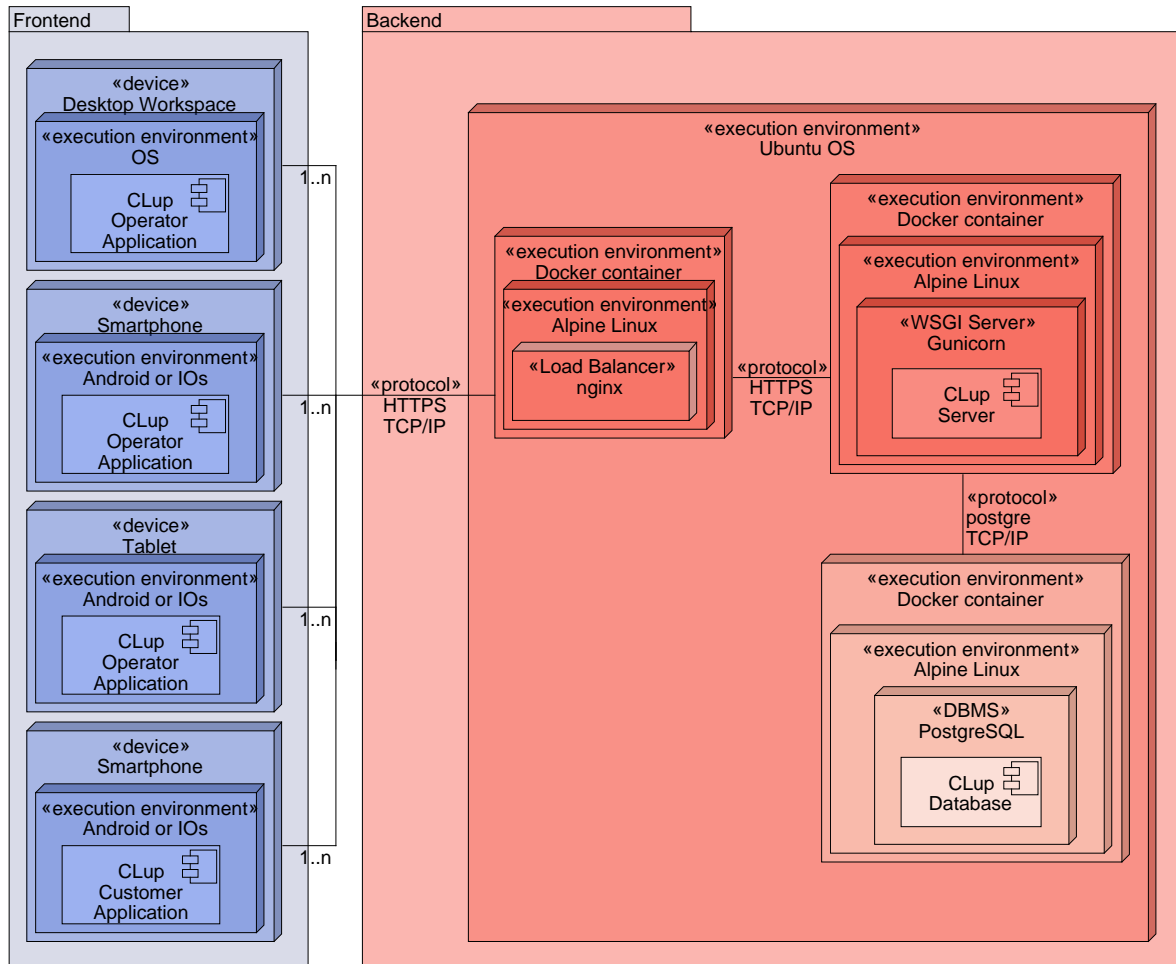 Frontend
«device»
Desktop Workspace
«execution environment»
OS
CLup
Operator
Application
1..n
«device»
Smartphone
«execution environment»
Android or IOs
CLup
Operator
Application
1..n
«device»
Tablet
«execution environment»
Android or IOs
CLup
Operator
Application
1..n
«device»
Smartphone
«execution environment»
Android or IOs
CLup
Customer
Application
1..n
Backend
«protocol»
HTTPS
TCP/IP
«execution environment»
Ubuntu OS
«execution environment»
Docker container
«execution environment»
Alpine Linux
«Load Balancer»
nginx
«protocol»
HTTPS
TCP/IP
«execution environment»
Docker container
«execution environment»
Alpine Linux
«WSGI Server»
Gunicorn
CLup
Server
«protocol»
postgre
TCP/IP
«execution environment»
Docker container
«execution environment»
Alpine Linux
«DBMS»
PostgreSQL
CLup
Database